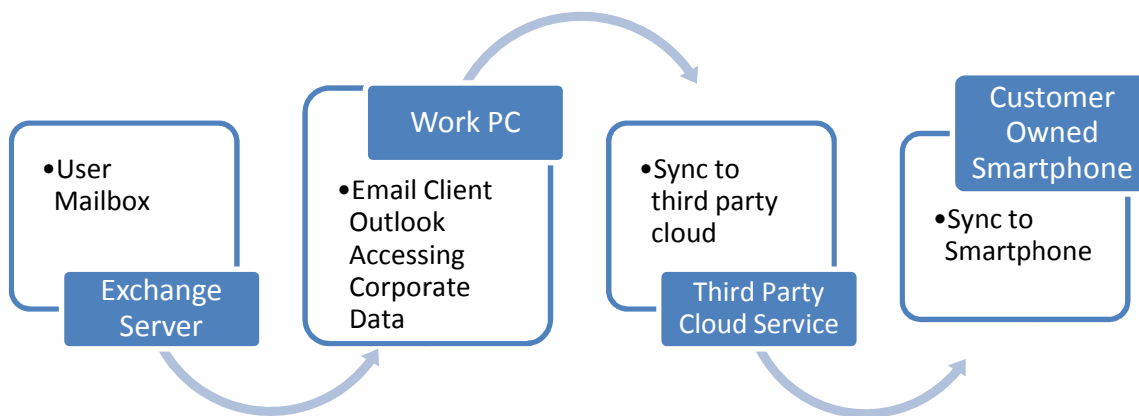 •User
Mailbox
Exchange
Server
Work PC
•Email Client
Outlook
Accessing
Corporate
Data
•Sync to
third party
cloud
Third Party
Cloud Service
Customer
Owned
Smartphone
•Sync to
Smartphone